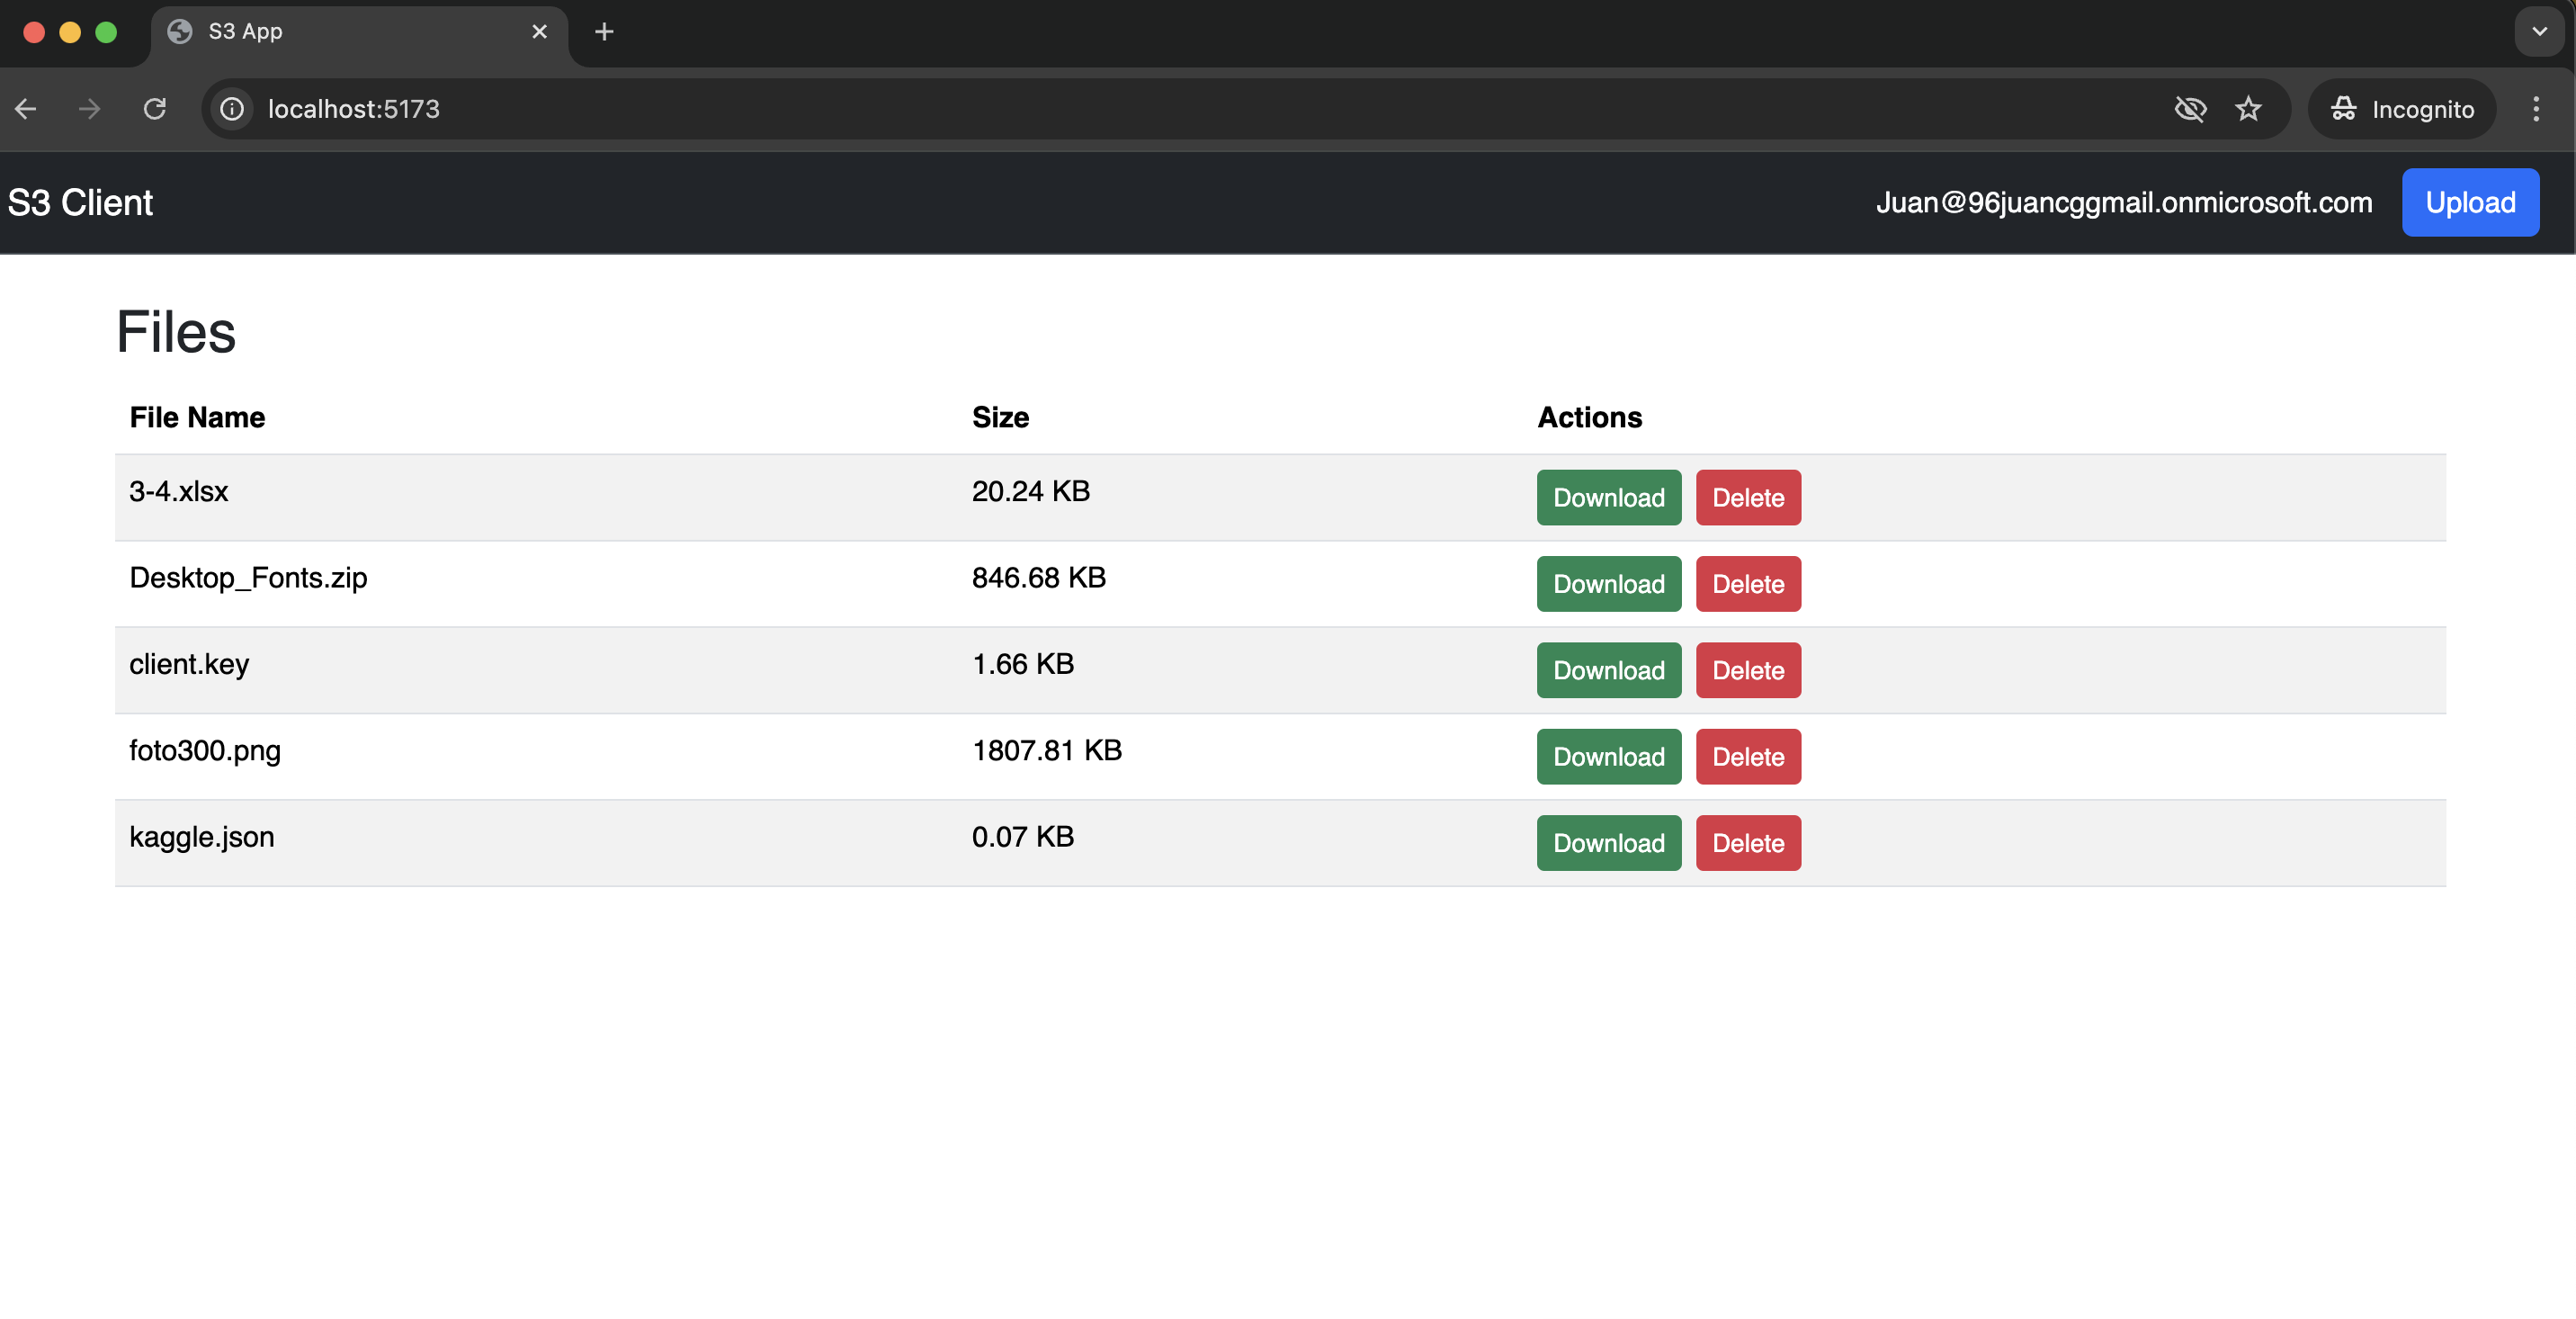 S3 App
localhost:5173
Incognito
S3 Client
Juan@96juancggmail.onmicrosoft.com
Upload
Files
File Name Size Actions
3-4.xlsx 20.24 KB Download Delete
Desktop_Fonts.zip 846.68 KB Download Delete
client.key 1.66 KB Download Delete
foto300.png 1807.81 KB Download Delete
kaggle.json 0.07 KB Download Delete